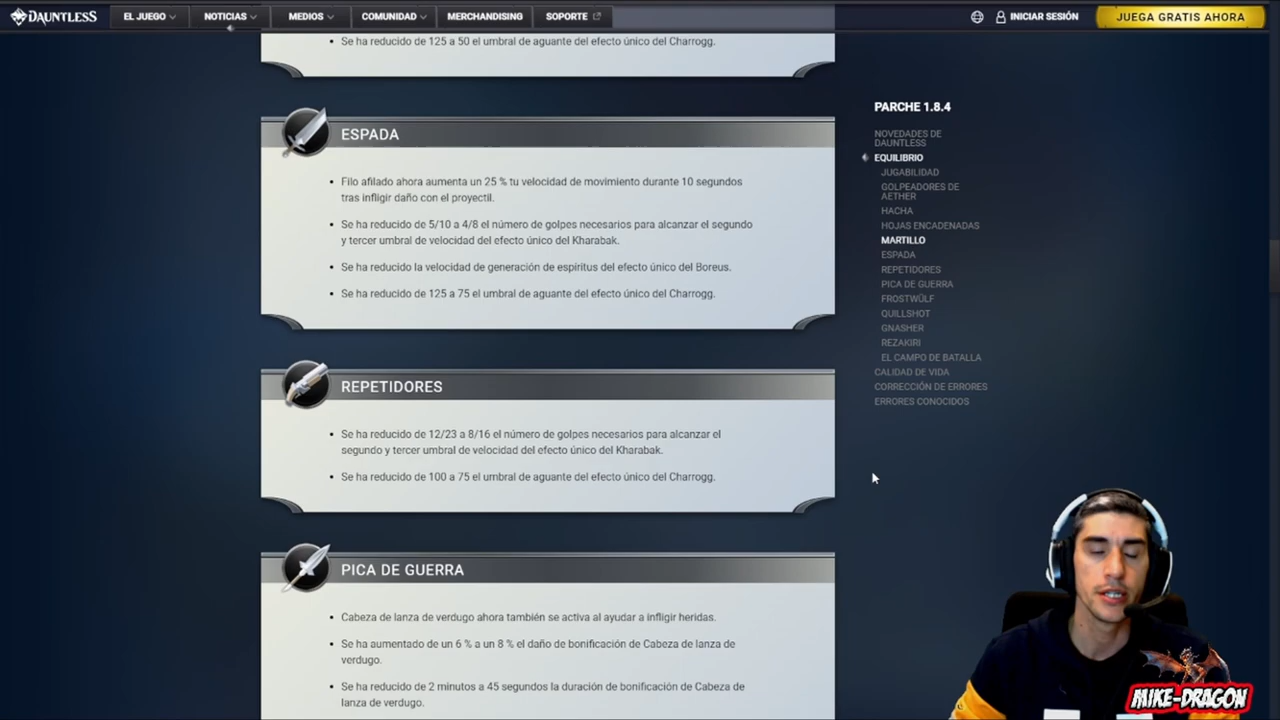 DAUNTLESS
EL JUEGO
NOTICIAS
MEDIOS
COMUNIDAD
MERCHANDISING
SOPORTE
INICIAR SESIÓN
JUEGA GRATIS AHORA
• Se ha reducido de 125 a 50 el umbral de aguante del efecto único del Charrogg.
ESPADA
• Filo afilado ahora aumenta un 25 % tu velocidad de movimiento durante 10 segundos
tras infligir daño con el proyectil.
• Se ha reducido de 5/10 a 4/8 el número de golpes necesarios para alcanzar el segundo
y tercer umbral de velocidad del efecto único del Kharabak.
• Se ha reducido la velocidad de generación de espíritus del efecto único del Boreus.
• Se ha reducido de 125 a 75 el umbral de aguante del efecto único del Charrogg.
REPETIDORES
• Se ha reducido de 12/23 a 8/16 el número de golpes necesarios para alcanzar el
segundo y tercer umbral de velocidad del efecto único del Kharabak.
• Se ha reducido de 100 a 75 el umbral de aguante del efecto único del Charrogg.
PICA DE GUERRA
• Cabeza de lanza de verdugo ahora también se activa al ayudar a infligir heridas.
• Se ha aumentado de un 6 % a un 8 % el daño de bonificación de Cabeza de lanza de
verdugo.
• Se ha reducido de 2 minutos a 45 segundos la duración de bonificación de Cabeza de
lanza de verdugo.
PARCHE 1.8.4
NOVEDADES DE
DAUNTLESS
EQUILIBRIO
JUGABILIDAD
GOLPEADORES DE
AETHER
HACHA
HOJAS ENCADENADAS
MARTILLO
ESPADA
REPETIDORES
PICA DE GUERRA
FROSTWÜLF
QUILLSHOT
GNASHER
REZAKIRI
EL CAMPO DE BATALLA
CALIDAD DE VIDA
CORRECCIÓN DE ERRORES
ERRORES CONOCIDOS
MIKE-DRAGON